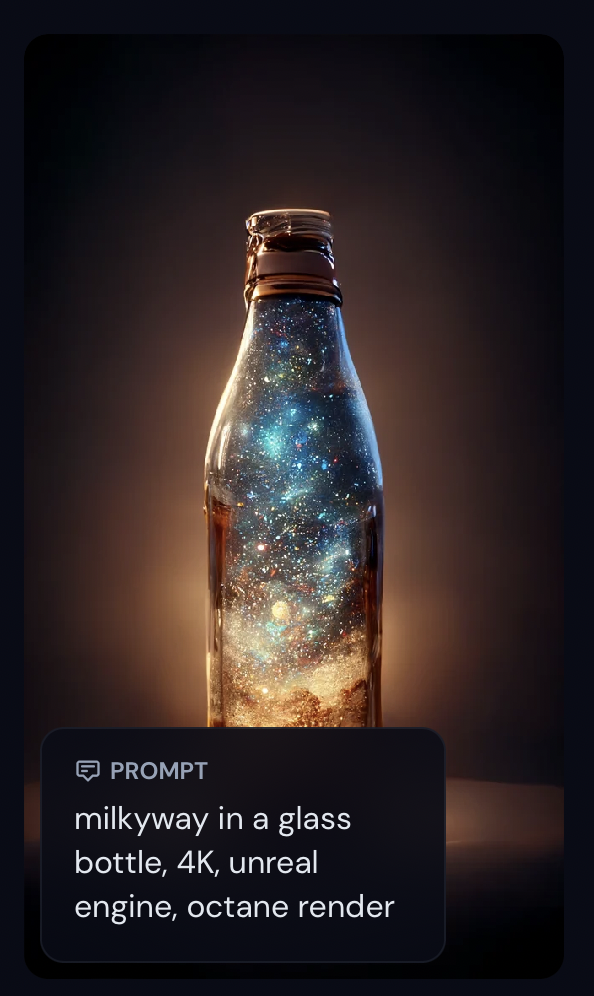 PROMPT
milkyway in a glass
bottle, 4K, unreal
engine, octane render